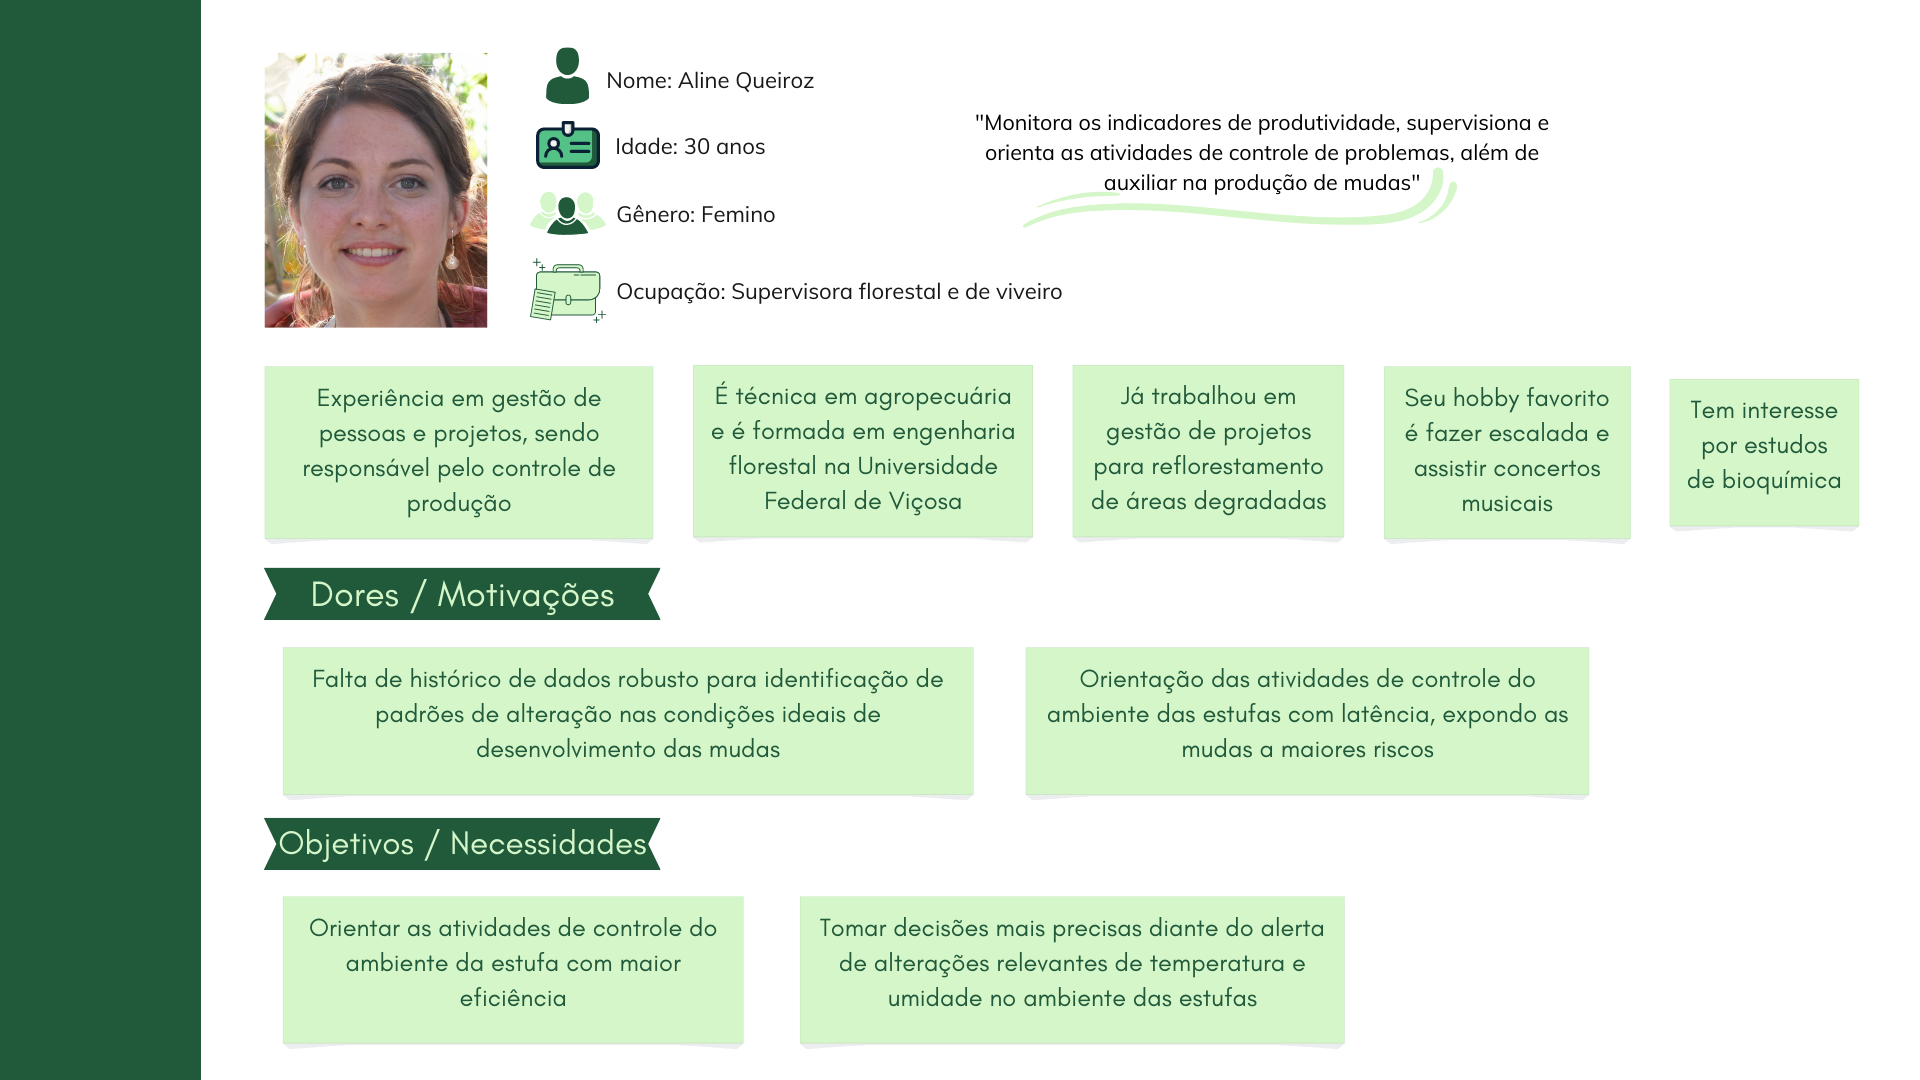 Nome: Aline Queiroz
Idade: 30 anos
Gênero: Femino
Ocupação: Supervisora florestal e de viveiro
"Monitora os indicadores de produtividade, supervisiona e
orienta as atividades de controle de problemas, além de
auxiliar na produção de mudas"
Experiência em gestão de
pessoas e projetos, sendo
responsável pelo controle de
produção
É técnica em agropecuária
e é formada em engenharia
florestal na Universidade
Federal de Viçosa
Já trabalhou em
gestão de projetos
para reflorestamento
de áreas degradadas
Seu hobby favorito
é fazer escalada e
assistir concertos
musicais
Tem interesse
por estudos
de bioquímica
Dores / Motivações
Falta de histórico de dados robusto para identificação de
padrões de alteração nas condições ideais de
desenvolvimento das mudas
Orientação das atividades de controle do
ambiente das estufas com latência, expondo as
mudas a maiores riscos
Objetivos / Necessidades
Orientar as atividades de controle do
ambiente da estufa com maior
eficiência
Tomar decisões mais precisas diante do alerta
de alterações relevantes de temperatura e
umidade no ambiente das estufas